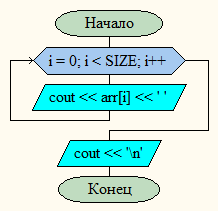 Начало
i = 0; i < SIZE; i++
cout << arr[i] << ' '
cout << '\n'
Конец